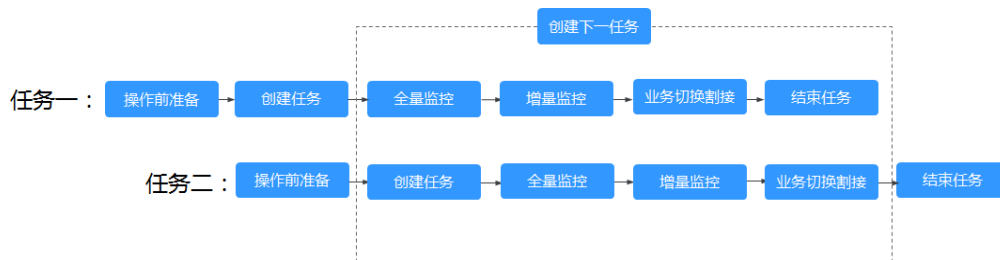 创建下一任务
任务一： 操作前准备 创建任务 全量监控 增量监控 业务切换割接 结束任务
任务二： 操作前准备 创建任务 全量监控 增量监控 业务切换割接 结束任务